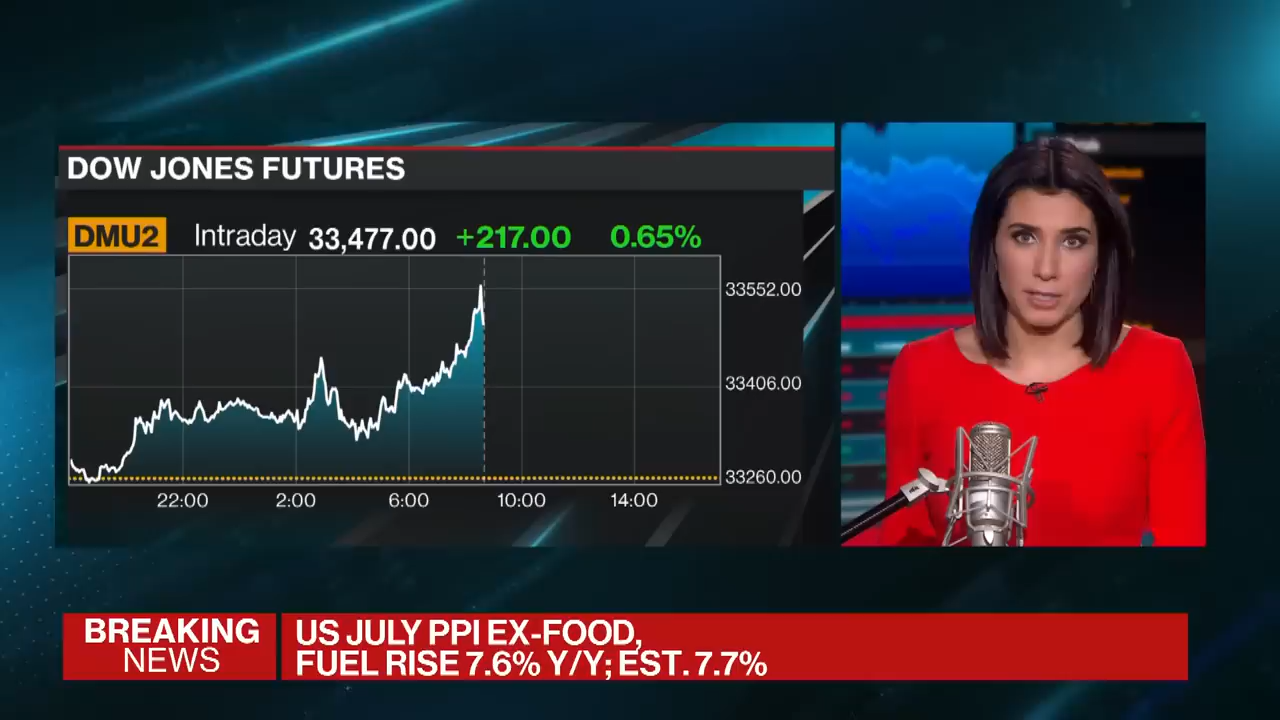 DOW JONES FUTURES
DMU2 Intraday 33,477.00 +217.00 0.65%
33552.00
33406.00
33260.00
22:00 2:00 6:00 10:00 14:00
BREAKING
NEWS
US JULY PPI EX-FOOD,
FUEL RISE 7.6% Y/Y; EST. 7.7%